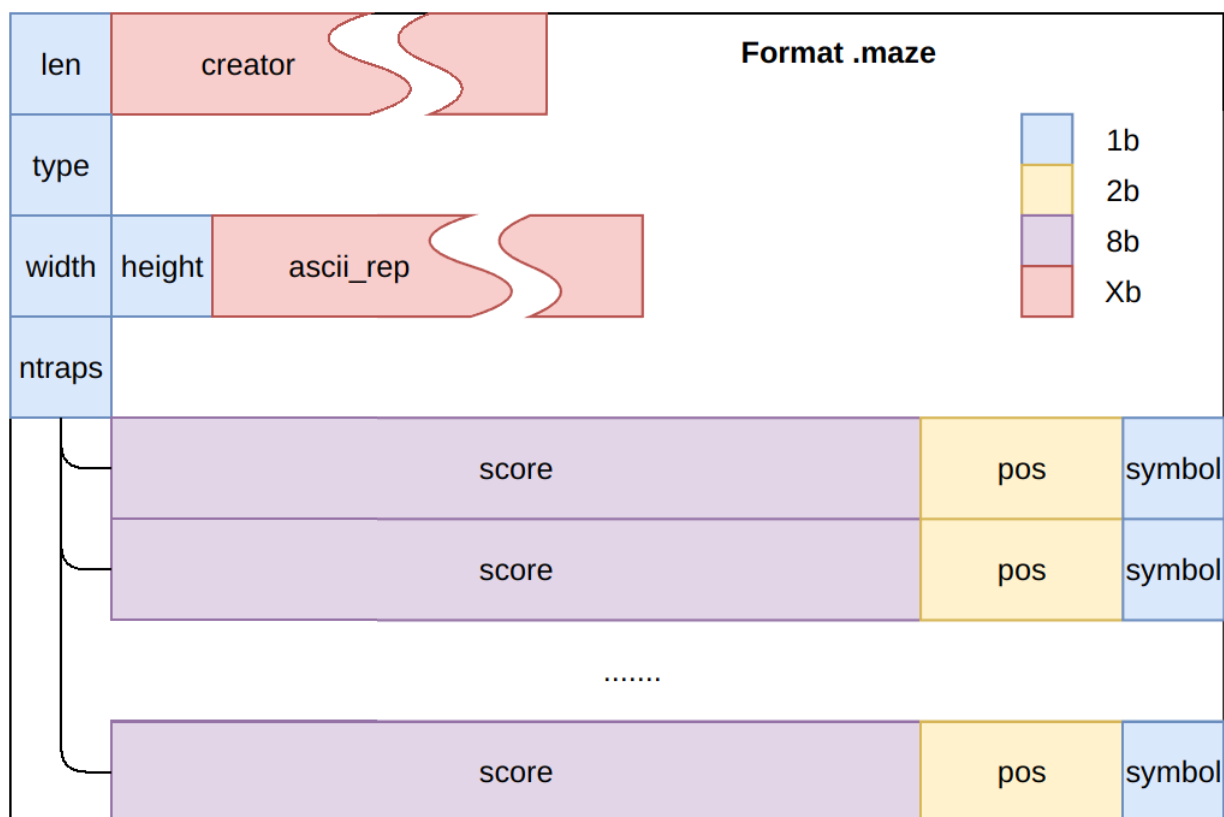 Format .maze
len creator
1b
type
2b
8b
width height ascii_rep
Xb
ntraps
score pos symbol
score pos symbol
.......
score pos symbol